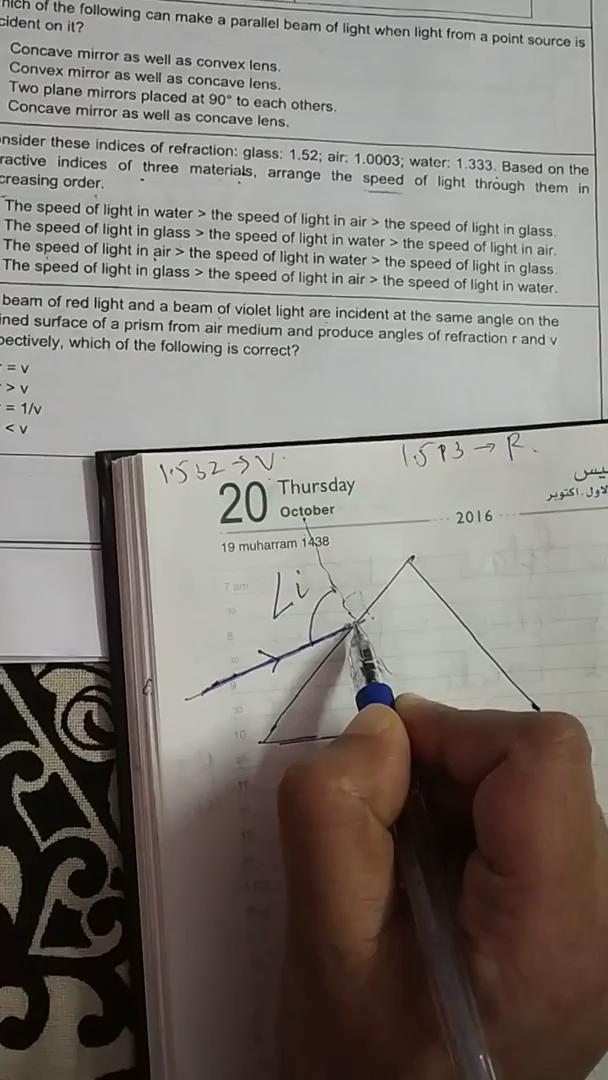 hich of the following can make a parallel beam of light when light from a point source is
cident on it?
Concave mirror as well as convex lens.
Convex mirror as well as concave lens.
Two plane mirrors placed at 90° to each others.
Concave mirror as well as concave lens.
onsider these indices of refraction: glass: 1.52; air: 1.0003; water: 1.333. Based on the
ractive indices of three materials, arrange the speed of light through them in
creasing order.
The speed of light in water > the speed of light in air > the speed of light in glass.
The speed of light in glass > the speed of light in water > the speed of light in air.
The speed of light in air > the speed of light in water > the speed of light in glass.
The speed of light in glass > the speed of light in air > the speed of light in water.
beam of red light and a beam of violet light are incident at the same angle on the
ined surface of a prism from air medium and produce angles of refraction r and v
pectively, which of the following is correct?
= v
> v
= 1/v
< v
1.532 → V. 1.513 → R.
20 Thursday
October
2016
يس
الاول، اكتوبر
19 muharram 1438
7 am
30
Li
8
30
9
30
10
11